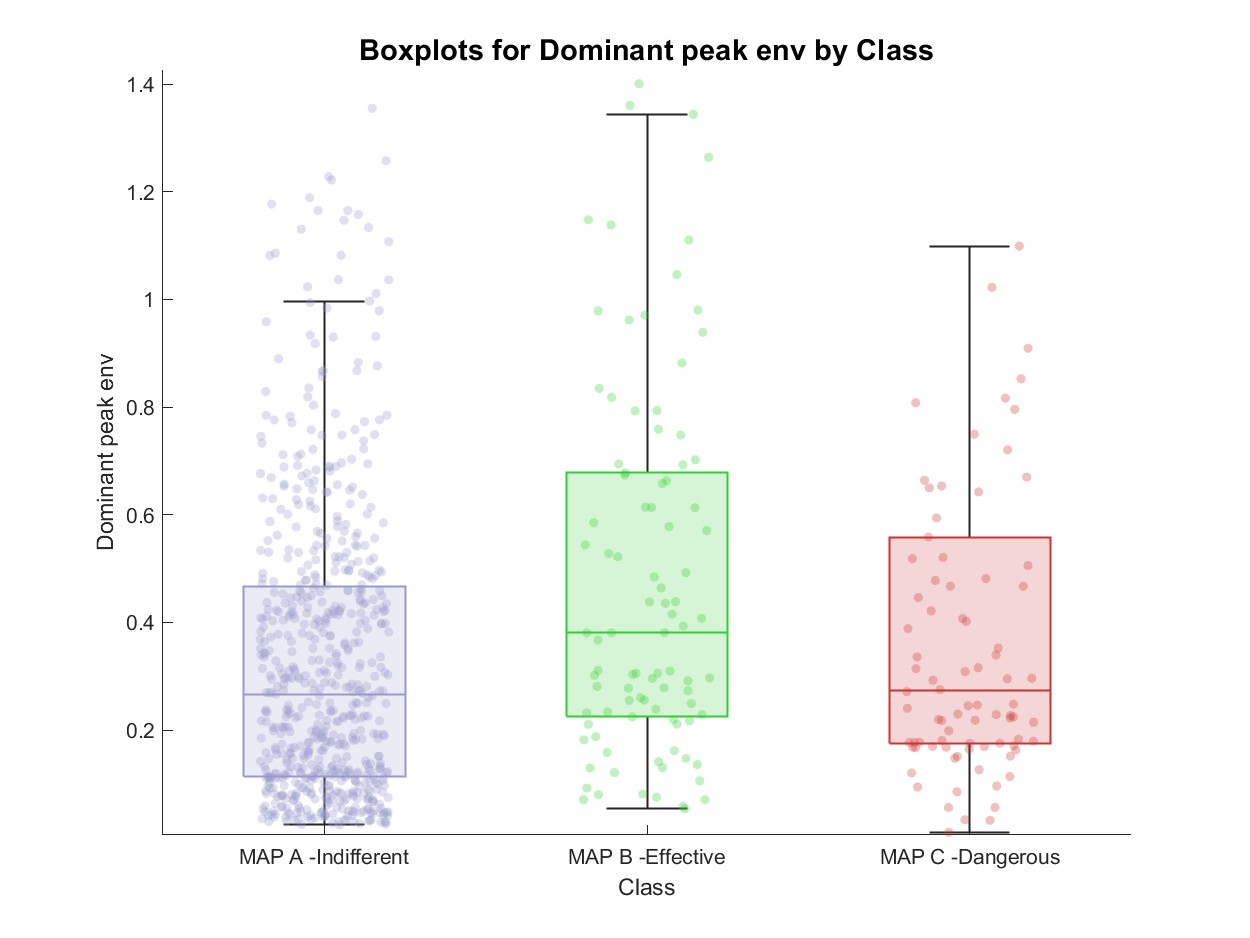 Boxplots for Dominant peak env by Class
1.4
1.2
1
0.8
0.6
0.4
0.2
Dominant peak env
MAP A -Indifferent
MAP B -Effective
MAP C -Dangerous
Class